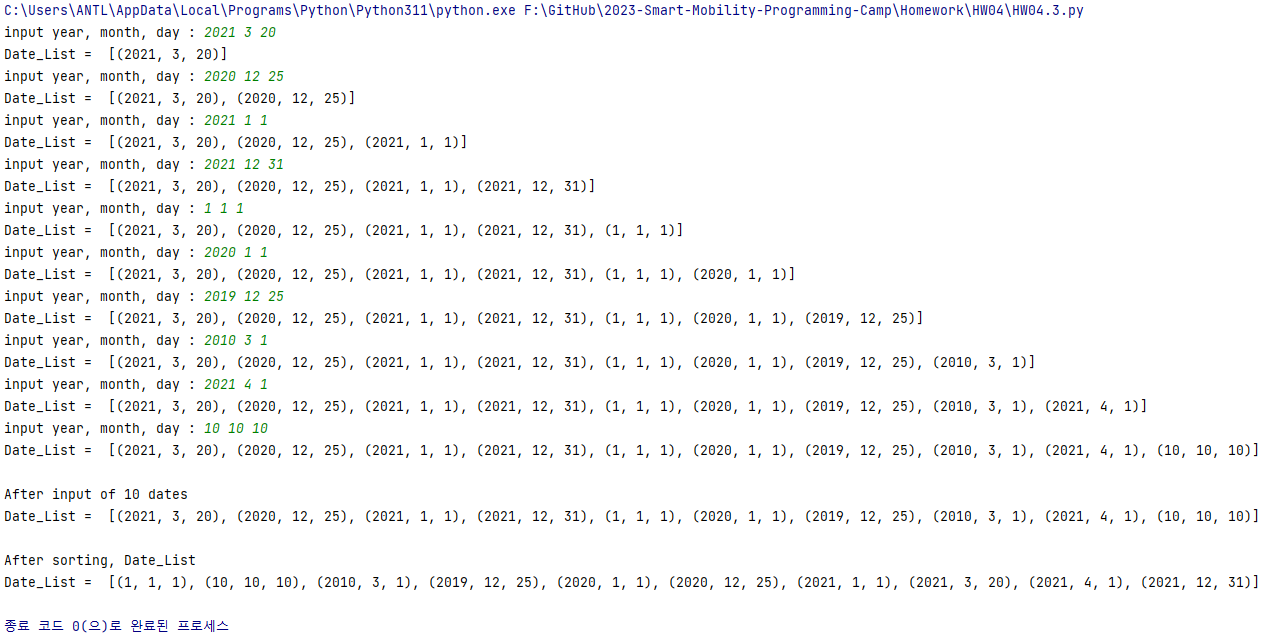 C:\Users\ANTL\AppData\Local\Programs\Python\Python311\python.exe F:\GitHub\2023-Smart-Mobility-Programming-Camp\Homework\HW04\HW04.3.py
input year, month, day : 2021 3 20
Date_List =  [(2021, 3, 20)]
input year, month, day : 2020 12 25
Date_List =  [(2021, 3, 20), (2020, 12, 25)]
input year, month, day : 2021 1 1
Date_List =  [(2021, 3, 20), (2020, 12, 25), (2021, 1, 1)]
input year, month, day : 2021 12 31
Date_List =  [(2021, 3, 20), (2020, 12, 25), (2021, 1, 1), (2021, 12, 31)]
input year, month, day : 1 1 1
Date_List =  [(2021, 3, 20), (2020, 12, 25), (2021, 1, 1), (2021, 12, 31), (1, 1, 1)]
input year, month, day : 2020 1 1
Date_List =  [(2021, 3, 20), (2020, 12, 25), (2021, 1, 1), (2021, 12, 31), (1, 1, 1), (2020, 1, 1)]
input year, month, day : 2019 12 25
Date_List =  [(2021, 3, 20), (2020, 12, 25), (2021, 1, 1), (2021, 12, 31), (1, 1, 1), (2020, 1, 1), (2019, 12, 25)]
input year, month, day : 2010 3 1
Date_List =  [(2021, 3, 20), (2020, 12, 25), (2021, 1, 1), (2021, 12, 31), (1, 1, 1), (2020, 1, 1), (2019, 12, 25), (2010, 3, 1)]
input year, month, day : 2021 4 1
Date_List =  [(2021, 3, 20), (2020, 12, 25), (2021, 1, 1), (2021, 12, 31), (1, 1, 1), (2020, 1, 1), (2019, 12, 25), (2010, 3, 1), (2021, 4, 1)]
input year, month, day : 10 10 10
Date_List =  [(2021, 3, 20), (2020, 12, 25), (2021, 1, 1), (2021, 12, 31), (1, 1, 1), (2020, 1, 1), (2019, 12, 25), (2010, 3, 1), (2021, 4, 1), (10, 10, 10)]

After input of 10 dates
Date_List =  [(2021, 3, 20), (2020, 12, 25), (2021, 1, 1), (2021, 12, 31), (1, 1, 1), (2020, 1, 1), (2019, 12, 25), (2010, 3, 1), (2021, 4, 1), (10, 10, 10)]

After sorting, Date_List
Date_List =  [(1, 1, 1), (10, 10, 10), (2010, 3, 1), (2019, 12, 25), (2020, 1, 1), (2020, 12, 25), (2021, 1, 1), (2021, 3, 20), (2021, 4, 1), (2021, 12, 31)]

종료 코드 0(으)로 완료된 프로세스